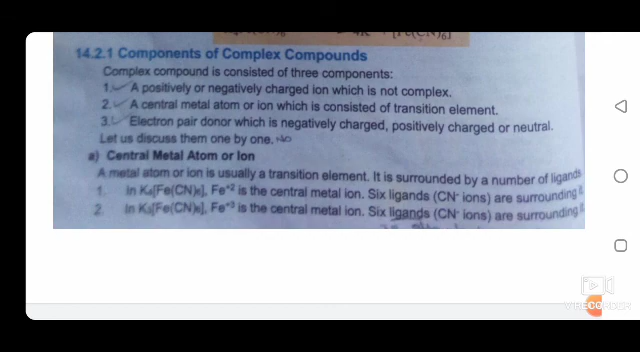 [Fe(CN)6]
14.2.1 Components of Complex Compounds
Complex compound is consisted of three components:
1. A positively or negatively charged ion which is not complex.
2. A central metal atom or ion which is consisted of transition element.
3. Electron pair donor which is negatively charged, positively charged or neutral.
Let us discuss them one by one.
a) Central Metal Atom or Ion
A metal atom or ion is usually a transition element. It is surrounded by a number of ligands
1. In K₄[Fe(CN)₆], Fe⁺² is the central metal ion. Six ligands (CN⁻ ions) are surrounding it.
2. In K₃[Fe(CN)₆], Fe⁺³ is the central metal ion. Six ligands (CN⁻ ions) are surrounding it.